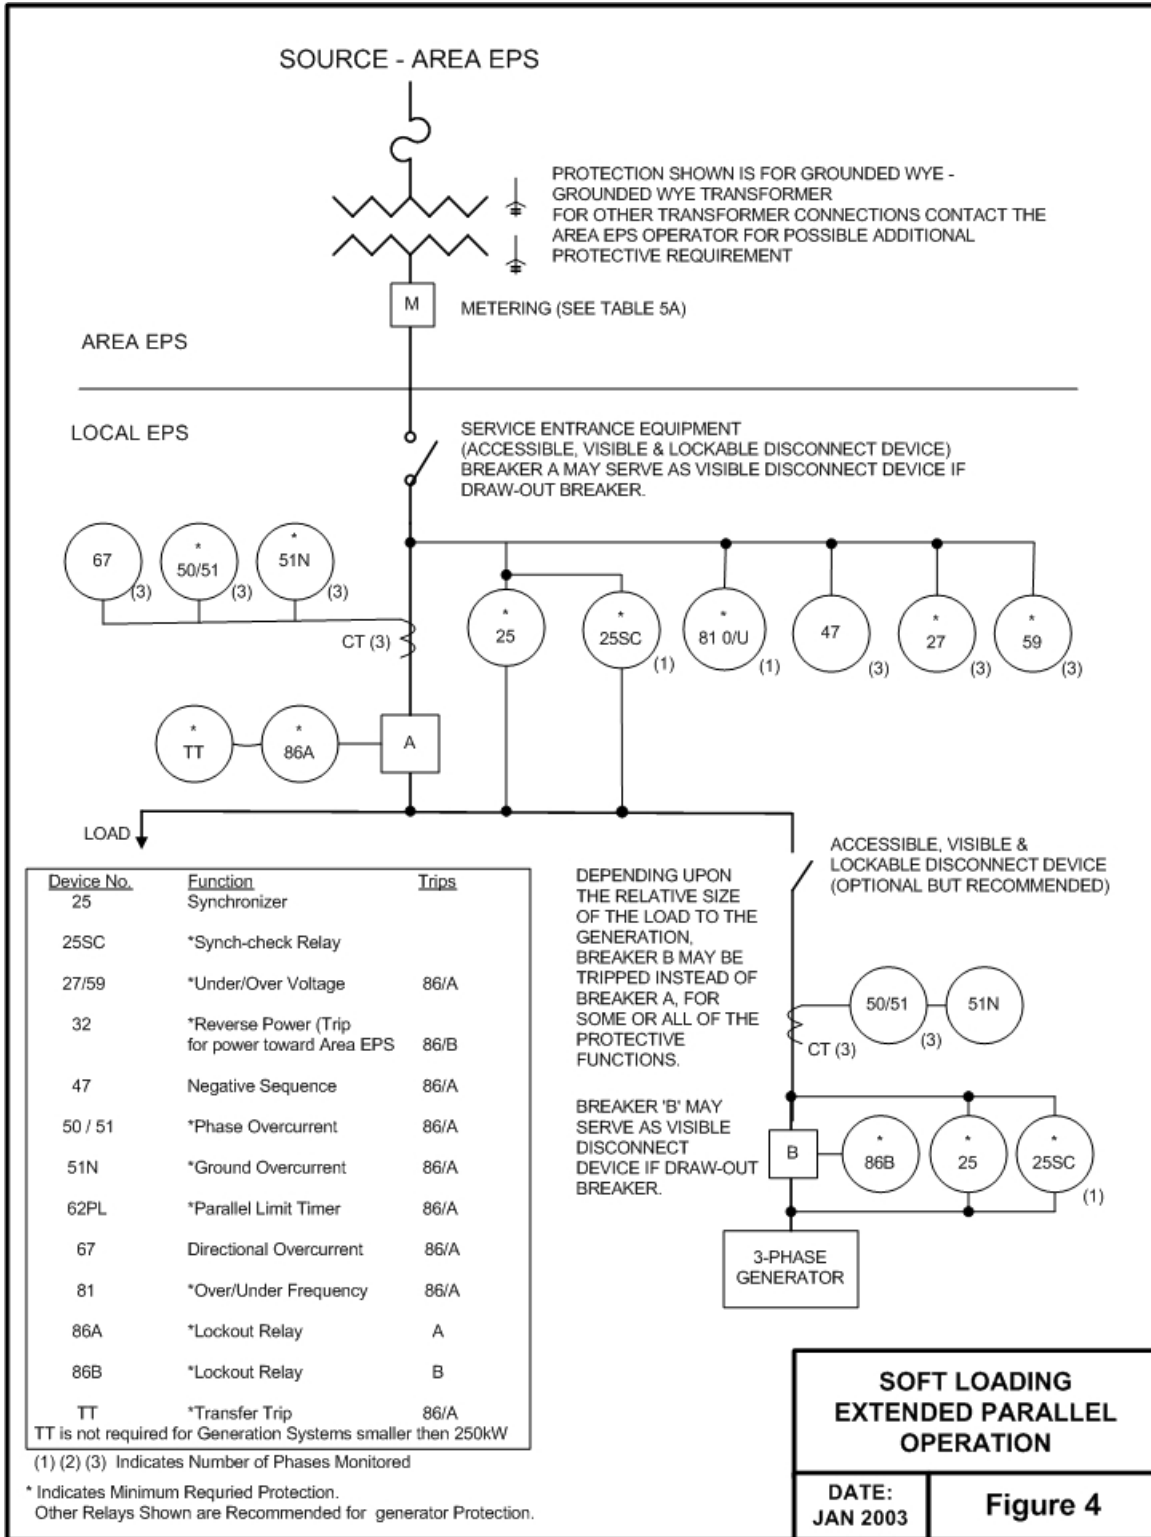 SOURCE - AREA EPS
PROTECTION SHOWN IS FOR GROUNDED WYE -
GROUNDED WYE TRANSFORMER
FOR OTHER TRANSFORMER CONNECTIONS CONTACT THE
AREA EPS OPERATOR FOR POSSIBLE ADDITIONAL
PROTECTIVE REQUIREMENT
M
METERING (SEE TABLE 5A)
AREA EPS
LOCAL EPS
SERVICE ENTRANCE EQUIPMENT
(ACCESSIBLE, VISIBLE & LOCKABLE DISCONNECT DEVICE)
BREAKER A MAY SERVE AS VISIBLE DISCONNECT DEVICE IF
DRAW-OUT BREAKER.
67
(3)
*
50/51
(3)
*
51N
(3)
CT (3)
*
25
*
25SC
(1)
*
81 0/U
(1)
47
(3)
*
27
(3)
*
59
(3)
*
TT
*
86A
A
LOAD
ACCESSIBLE, VISIBLE &
LOCKABLE DISCONNECT DEVICE
(OPTIONAL BUT RECOMMENDED)
Device No. Function Trips
25 Synchronizer
25SC *Synch-check Relay
27/59 *Under/Over Voltage 86/A
32 *Reverse Power (Trip
for power toward Area EPS 86/B
47 Negative Sequence 86/A
50 / 51 *Phase Overcurrent 86/A
51N *Ground Overcurrent 86/A
62PL *Parallel Limit Timer 86/A
67 Directional Overcurrent 86/A
81 *Over/Under Frequency 86/A
86A *Lockout Relay A
86B *Lockout Relay B
TT *Transfer Trip 86/A
TT is not required for Generation Systems smaller then 250kW
(1) (2) (3) Indicates Number of Phases Monitored
* Indicates Minimum Requried Protection.
Other Relays Shown are Recommended for generator Protection.
DEPENDING UPON
THE RELATIVE SIZE
OF THE LOAD TO THE
GENERATION,
BREAKER B MAY BE
TRIPPED INSTEAD OF
BREAKER A, FOR
SOME OR ALL OF THE
PROTECTIVE
FUNCTIONS.
BREAKER 'B' MAY
SERVE AS VISIBLE
DISCONNECT
DEVICE IF DRAW-OUT
BREAKER.
CT (3)
50/51
(3)
51N
B
*
86B
*
25
*
25SC
(1)
3-PHASE
GENERATOR
SOFT LOADING
EXTENDED PARALLEL
OPERATION
DATE:
JAN 2003
Figure 4